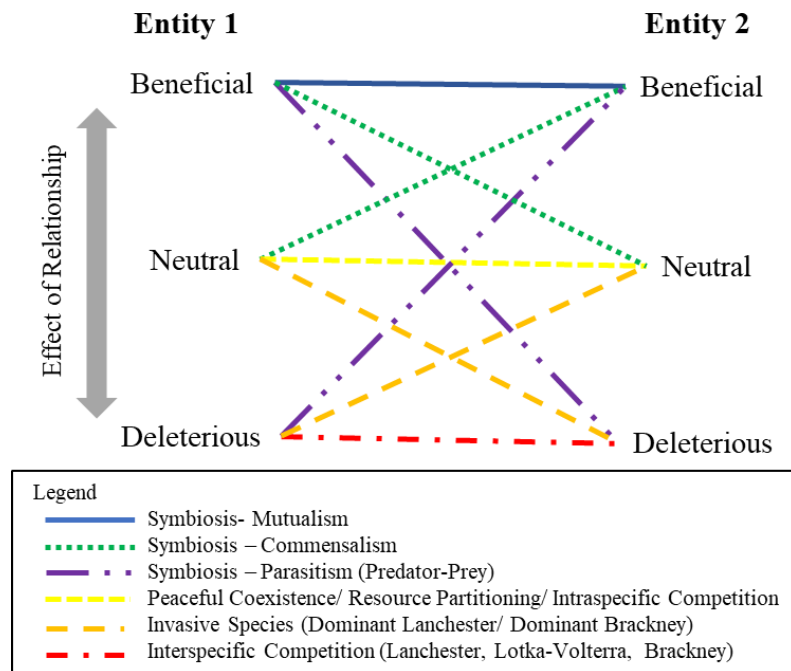 Entity 1
Entity 2
Beneficial
Beneficial
Effect of Relationship
Neutral
Neutral
Deleterious
Deleterious
Legend
Symbiosis- Mutualism
Symbiosis – Commensalism
Symbiosis – Parasitism (Predator-Prey)
Peaceful Coexistence/ Resource Partitioning/ Intraspecific Competition
Invasive Species (Dominant Lanchester/ Dominant Brackney)
Interspecific Competition (Lanchester, Lotka-Volterra, Brackney)